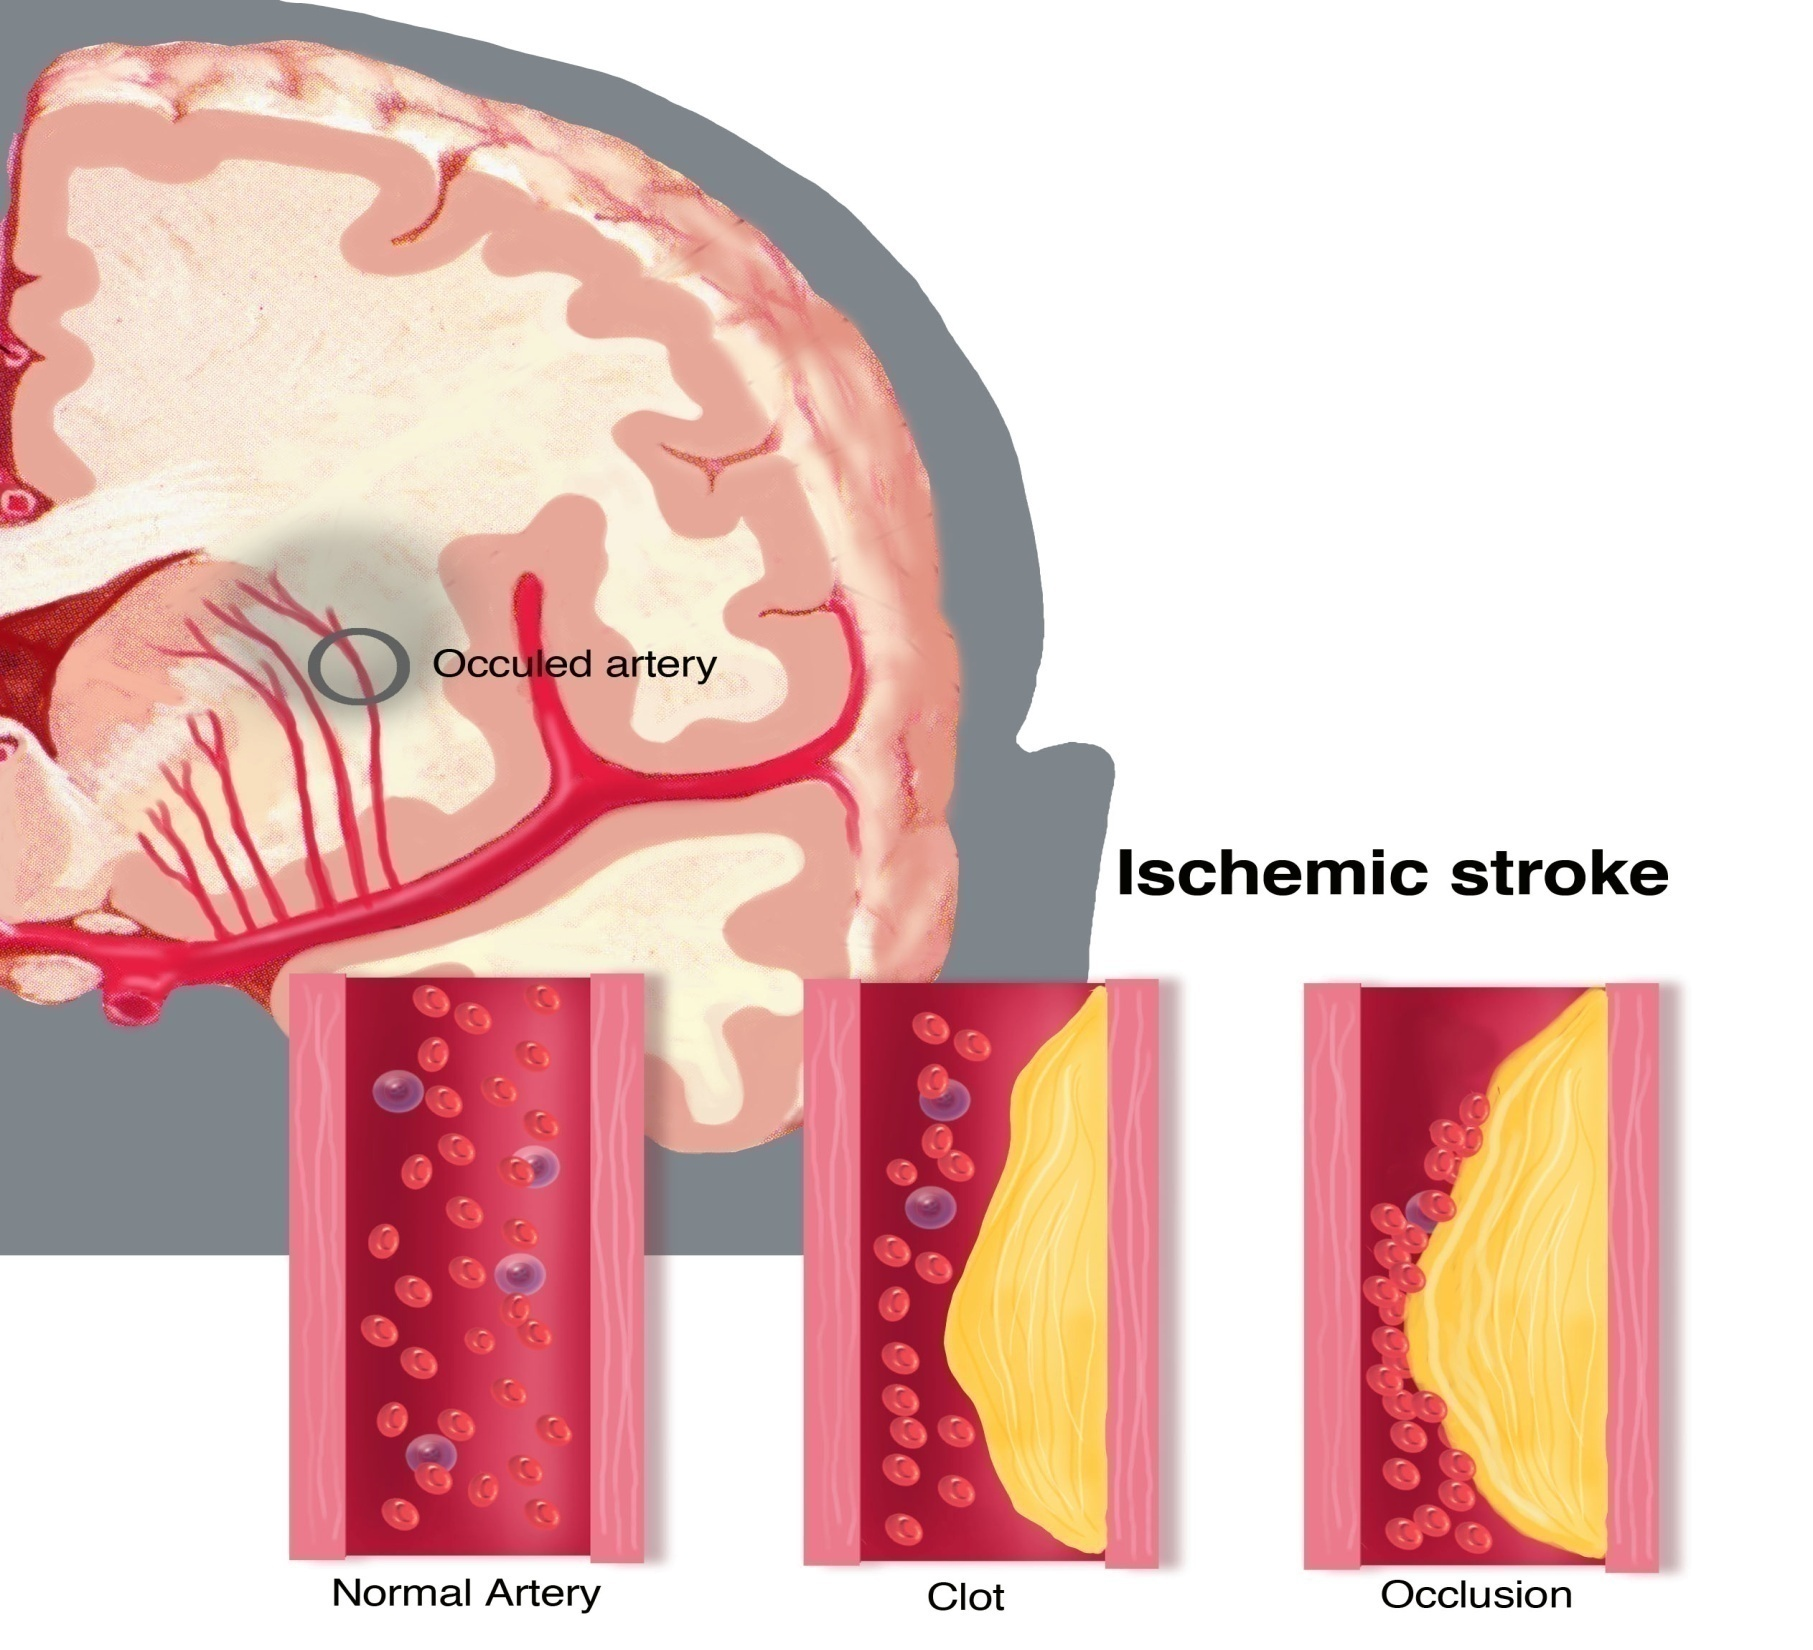 Occuled artery
Ischemic stroke
Normal Artery
Clot
Occlusion